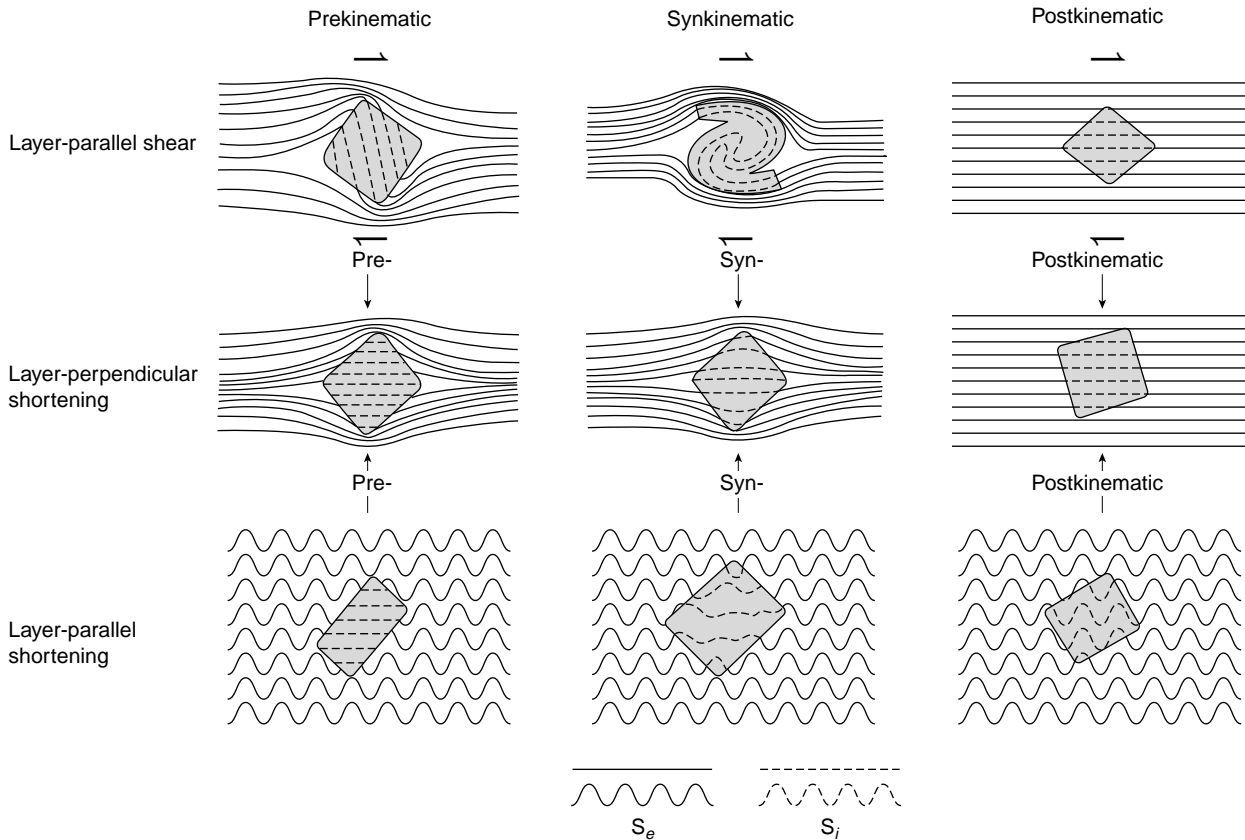 Prekinematic
Synkinematic
Postkinematic
Layer-parallel shear
Pre-
Syn-
Postkinematic
Layer-perpendicular
shortening
Pre-
Syn-
Postkinematic
Layer-parallel
shortening
Se
Si